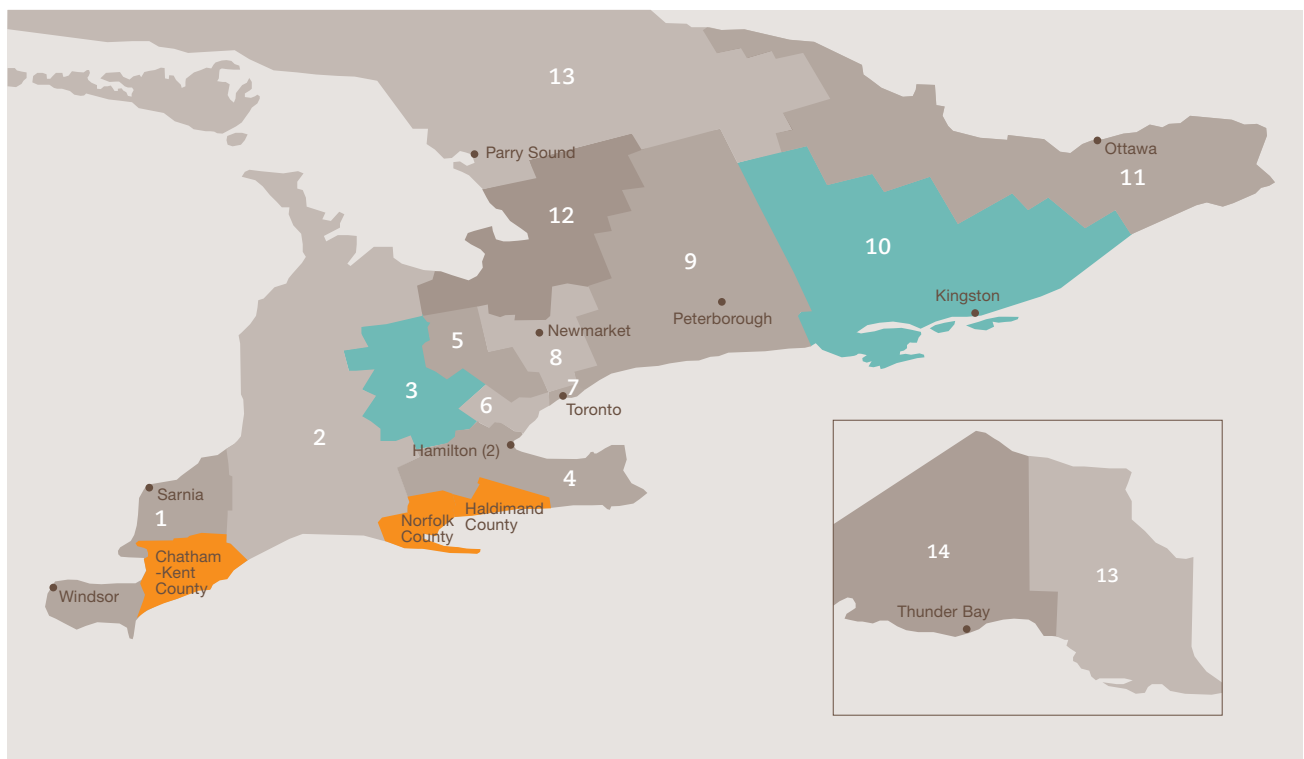 13
Parry Sound
Ottawa
11
12
10
9
Kingston
Peterborough
Newmarket
5
8
3
7
6
Toronto
2
Hamilton (2)
4
Sarnia
1
Norfolk
County
Haldimand
County
Chatham
-Kent
County
Windsor
14
13
Thunder Bay